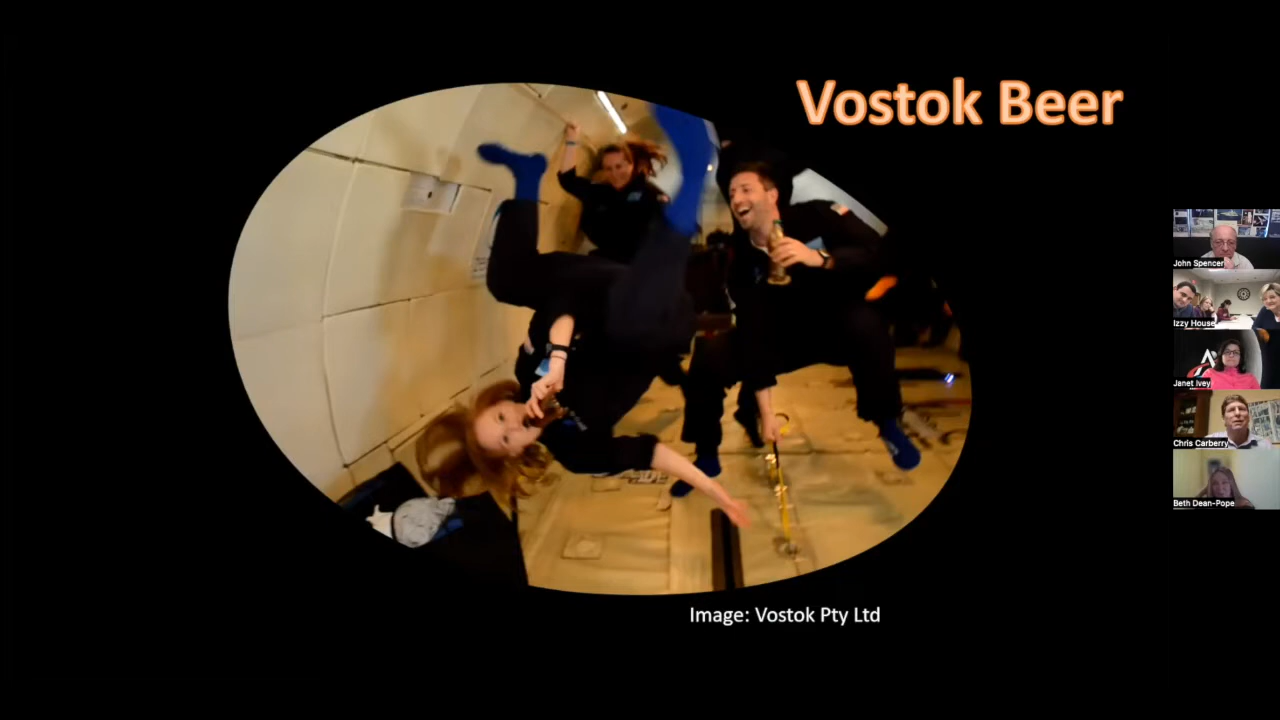 Vostok Beer
Image: Vostok Pty Ltd
John Spencer
Izzy House
Janet Ivey
Chris Carberry
Beth Dean-Pope